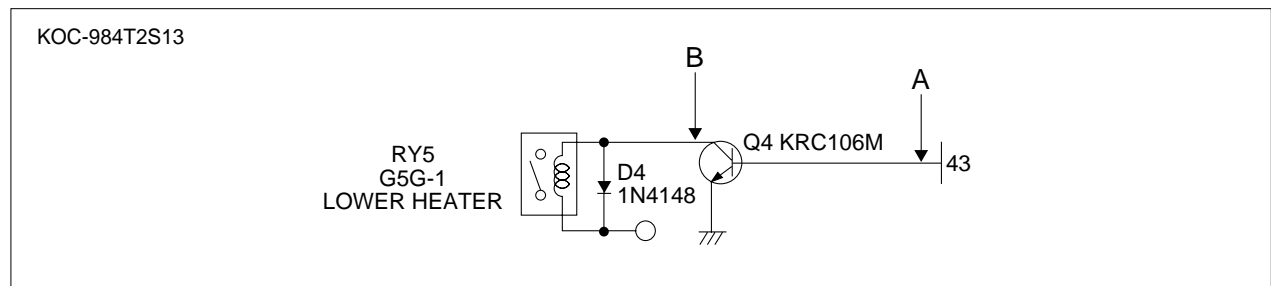 KOC-984T2S13
B
A
Q4 KRC106M
43
RY5
G5G-1
LOWER HEATER
D4
1N4148